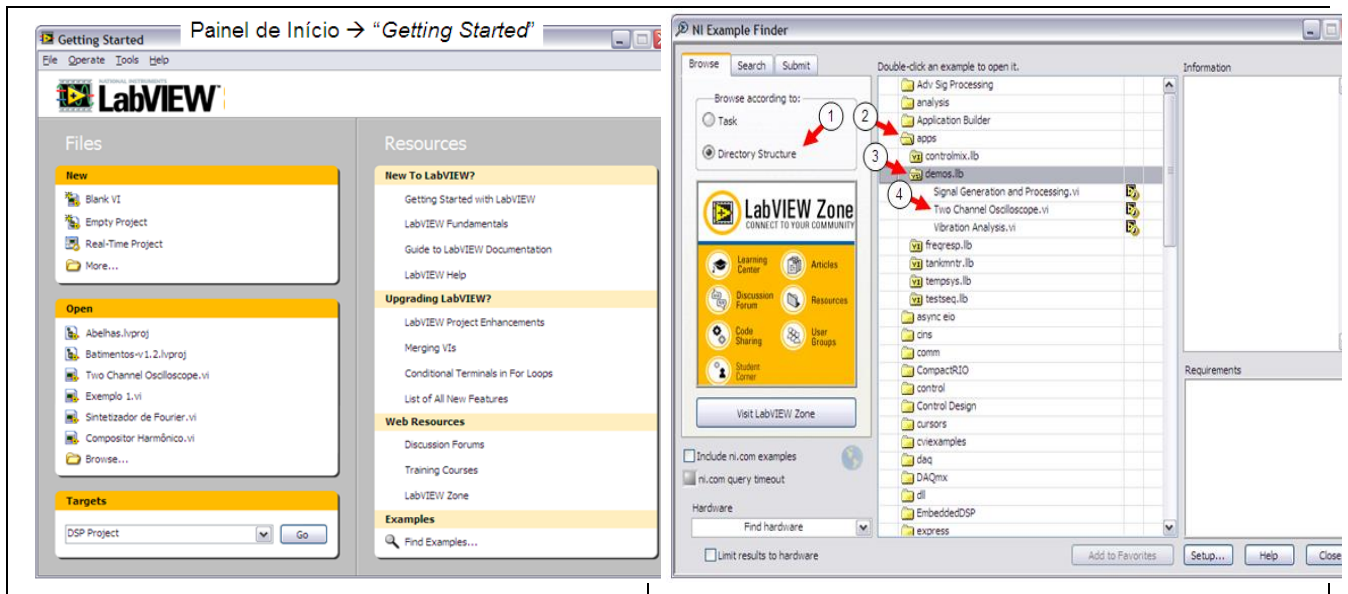 Painel de Início → “Getting Started”
Getting Started
File Operate Tools Help
NATIONAL INSTRUMENTS
LabVIEW
Files
New
Blank VI
Empty Project
Real-Time Project
More...
Open
Abelhas.lvproj
Batimentos-v1.2.lvproj
Two Channel Oscilloscope.vi
Exemplo 1.vi
Sintetizador de Fourier.vi
Compositor Harmônico.vi
Browse...
Targets
DSP Project
Go
Resources
New To LabVIEW?
Getting Started with LabVIEW
LabVIEW Fundamentals
Guide to LabVIEW Documentation
LabVIEW Help
Upgrading LabVIEW?
LabVIEW Project Enhancements
Merging VIs
Conditional Terminals in For Loops
List of All New Features
Web Resources
Discussion Forums
Training Courses
LabVIEW Zone
Examples
Find Examples...
NI Example Finder
Browse Search Submit
Browse according to:
Task
Directory Structure
1
LabVIEW Zone
CONNECT TO YOUR COMMUNITY
Learning Center
Articles
Discussion Forum
Resources
Code Sharing
User Groups
Student Corner
Visit LabVIEW Zone
Include ni.com examples
ni.com query timeout
Hardware
Find hardware
Limit results to hardware
Double-click an example to open it.
Adv Sig Processing
analysis
Application Builder
2
apps
controlmix.llb
3
demos.llb
Signal Generation and Processing.vi
4
Two Channel Oscilloscope.vi
Vibration Analysis.vi
freqresp.llb
tankmntr.llb
tempsys.llb
testseq.llb
async eio
cins
comm
CompactRIO
control
Control Design
cursors
cviexamples
daq
DAQmx
dll
EmbeddedDSP
express
Information
Requirements
Add to Favorites
Setup...
Help
Close